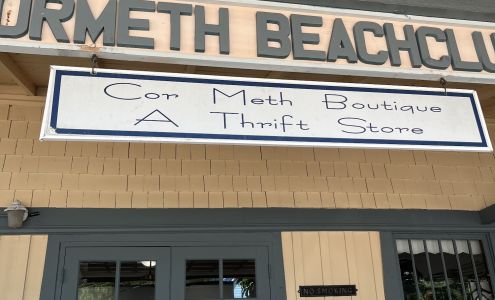 URMETH BEACHCLU
Cor Meth Boutique
A Thrift Store
NO SMOKING